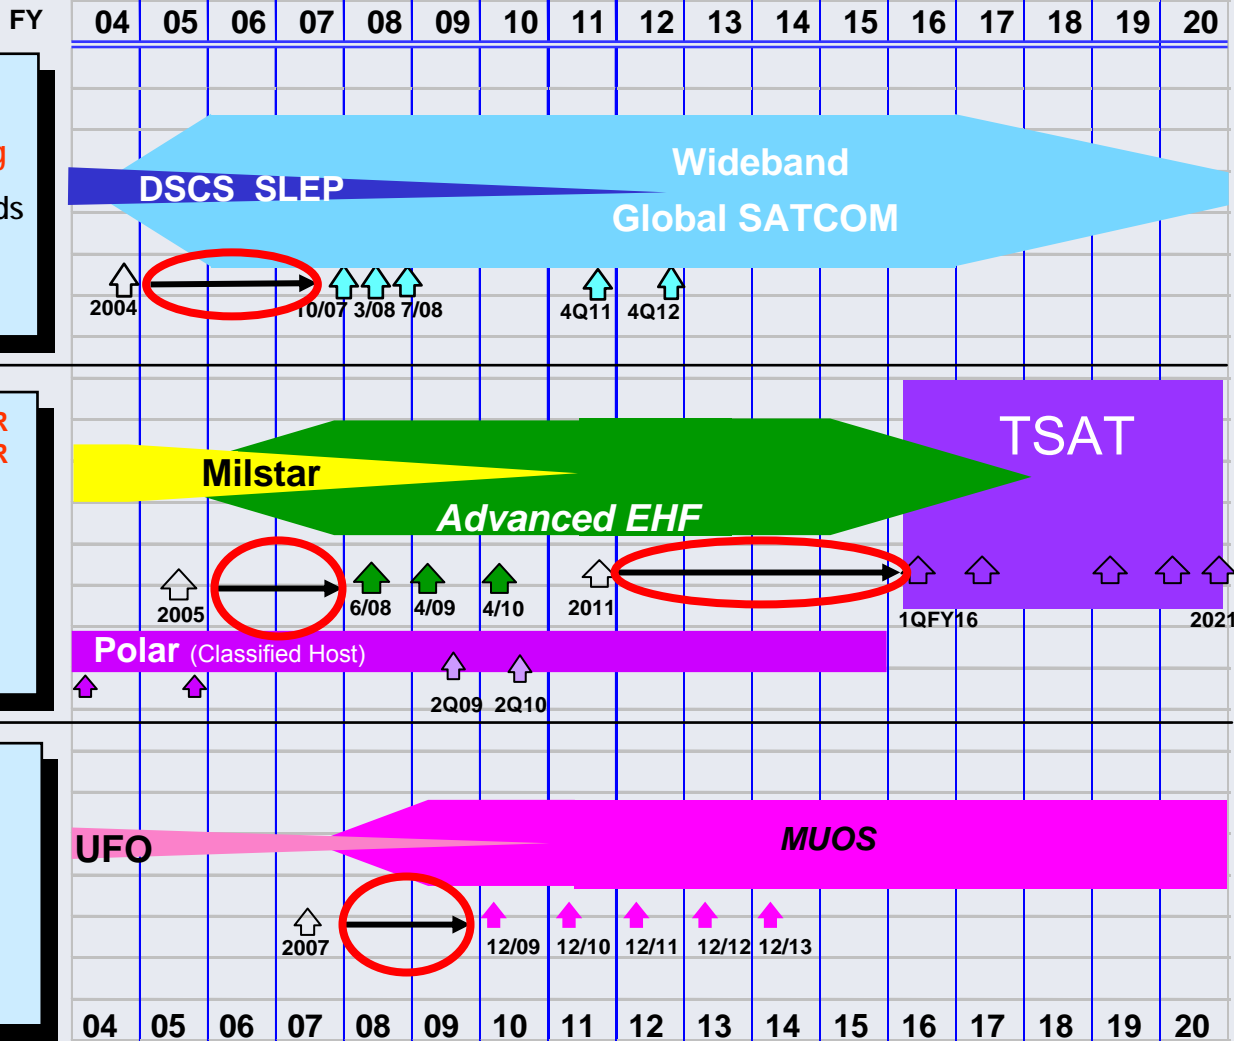 FY 04 05 06 07 08 09 10 11 12 13 14 15 16 17 18 19 20
g
ds
Wideband
DSCS SLEP
Global SATCOM
2004 10/07 3/08 7/08 4Q11 4Q12
R
R
TSAT
Milstar
Advanced EHF
2005 6/08 4/09 4/10 2011 1QFY16 2021
Polar (Classified Host)
2Q09 2Q10
UFO MUOS
2007 12/09 12/10 12/11 12/12 12/13
04 05 06 07 08 09 10 11 12 13 14 15 16 17 18 19 20